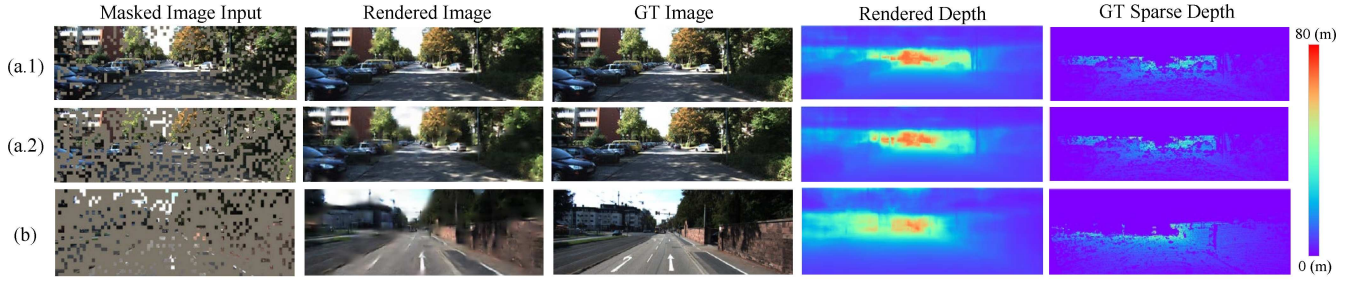 Masked Image Input Rendered Image GT Image Rendered Depth GT Sparse Depth
80 (m)
(a.1)
(a.2)
(b)
0 (m)